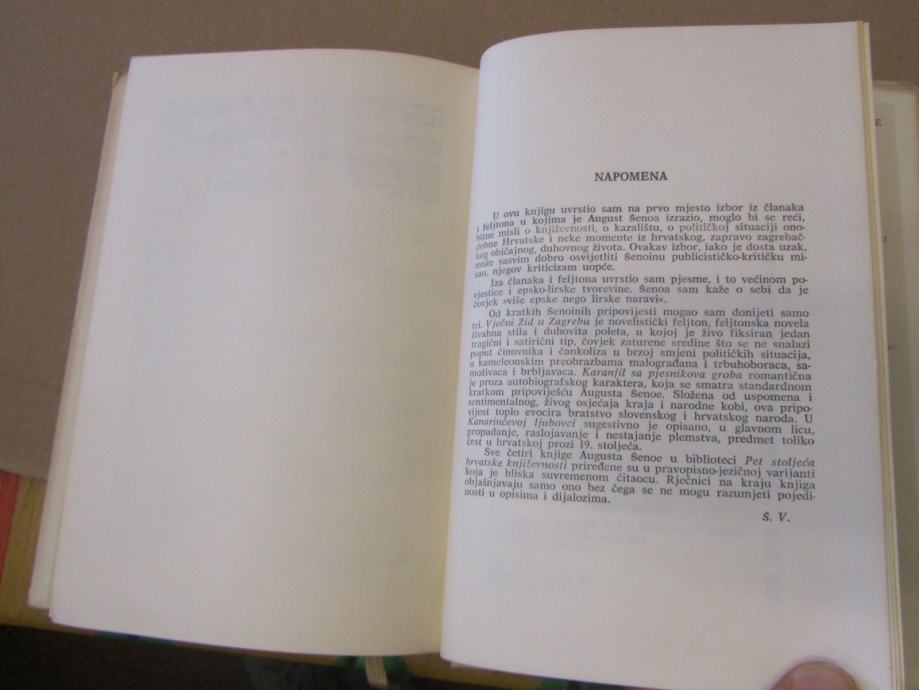 NAPOMENA
U ovu knjigu uvrstio sam na prvo mjesto izbor iz članaka
i feljtona u kojima je August Šenoa izrazio, moglo bi se reći,
bitne misli o književnosti, o kazalištu, o političkoj situaciji ono-
dobne Hrvatske i neke momente iz hrvatskog, zapravo zagrebač-
kog običajnog, duhovnog života. Ovakav izbor, iako je dosta uzak,
može sasvim dobro osvijetliti Šenoinu publicističko-kritičku mi-
sao, njegov kriticizam uopće.
Iza članaka i feljtona uvrstio sam pjesme, i to većinom po-
vjestice i epsko-lirske tvorevine. Šenoa sam kaže o sebi da je
čovjek »više epske nego lirske naravi«.
Od kratkih Šenoinih pripovijesti mogao sam donijeti samo
tri. Vječni Žid u Zagrebu je novelistički feljton, feljtonska novela
živahna stila i duhovita poleta, u kojoj je živo fiksiran jedan
tragični i satirični tip, čovjek zaturene sredine što se ne snalazi
poput činovnika i čankoliza u brzoj smjeni političkih situacija,
u kameleonskim preobrazbama malograđana i trbuhoboraca, sa-
moživaca i brbljavaca. Karanfil sa pjesnikova groba romantična
je proza autobiografskog karaktera, koja se smatra standardnom
kratkom pripoviješću Augusta Šenoe. Složena od uspomena i
sentimentalnog, živog osjećaja kraja i narodne kobi, ova pripo-
vijest toplo evocira bratstvo slovenskog i hrvatskog naroda. U
Kanarinčevoj ljubovci sugestivno je opisano, u glavnom licu,
propadanje, raslojavanje i nestajanje plemstva, predmet toliko
čest u hrvatskoj prozi 19. stoljeća.
Sve četiri knjige Augusta Šenoe u biblioteci Pet stoljeća
hrvatske književnosti priređene su u pravopisno-jezičnoj varijanti
koja je bliska suvremenom čitaocu. Rječnici na kraju knjiga
objašnjavaju samo ono bez čega se ne mogu razumjeti pojedi-
nosti u opisima i dijalozima.
Š. V.